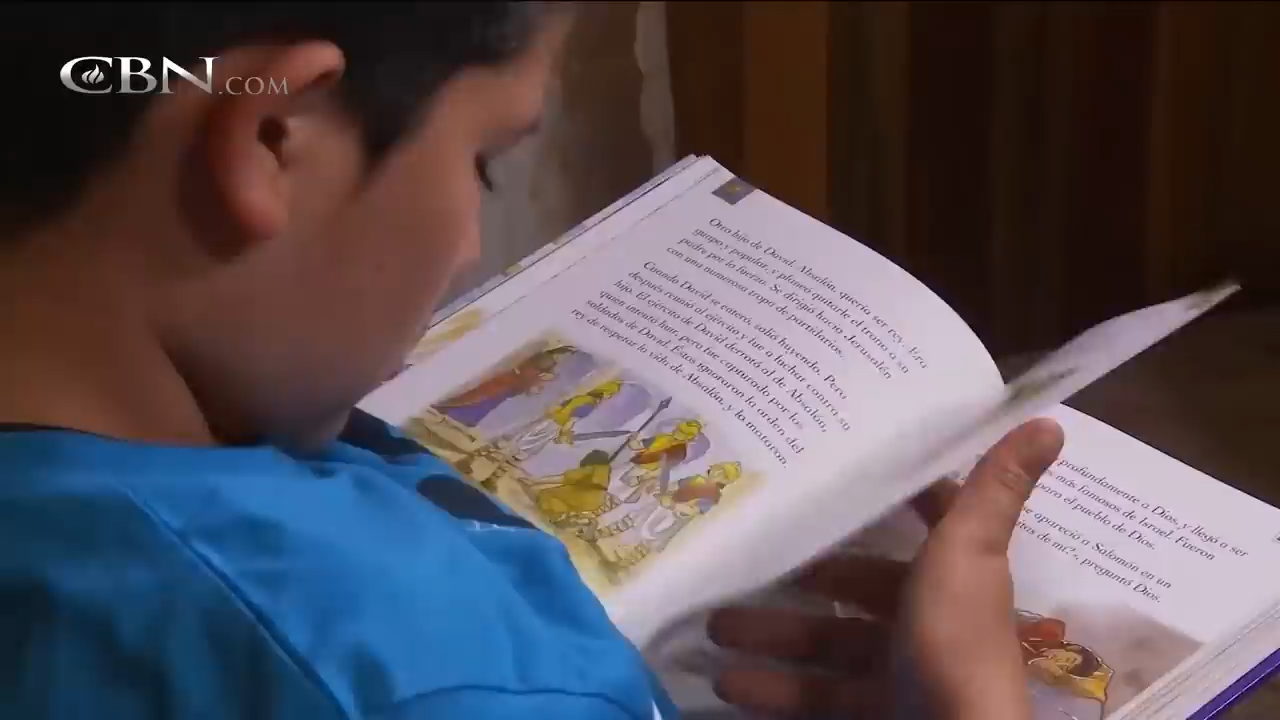 CBN.COM
Otro hijo de David, Absalón, quería ser rey. Era
guapo y popular, y planeó quitarle el trono a su
padre por la fuerza. Se dirigió hacia Jerusalén
con una numerosa tropa de partidarios.
Cuando David se enteró, salió huyendo. Pero
después reunió al ejército y fue a luchar contra su
hijo. El ejército de David derrotó al de Absalón,
quien intentó huir, pero fue capturado por los
soldados de David. Éstos ignoraron la orden del
rey de respetar la vida de Absalón, y lo mataron.
profundamente a Dios, y llegó a ser
más famosos de Israel. Fueron
para el pueblo de Dios.
apareció a Salomón en un
de mí?», preguntó Dios.